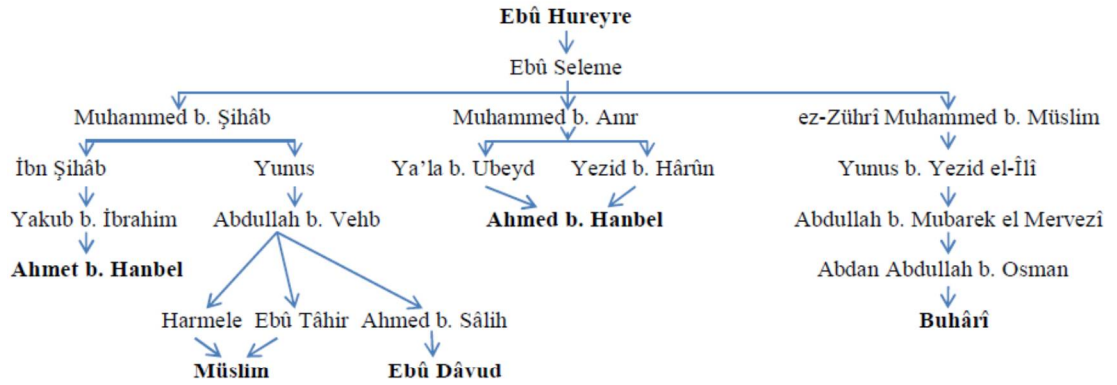 Ebû Hureyre
Ebû Seleme
Muhammed b. Şihâb Muhammed b. Amr ez-Zührî Muhammed b. Müslim
İbn Şihâb Yunus Ya’la b. Ubeyd Yezid b. Hârûn Yunus b. Yezid el-Îlî
Yakub b. İbrahim Abdullah b. Vehb Ahmed b. Hanbel Abdullah b. Mubarek el Mervezî
Ahmet b. Hanbel Abdan Abdullah b. Osman
Harmele Ebû Tâhir Ahmed b. Sâlih Buhârî
Müslim Ebû Dâvud